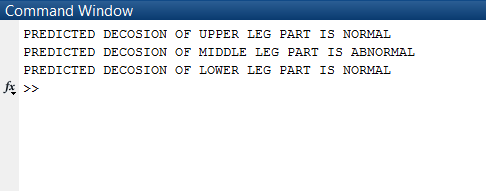 Command Window
PREDICTED DECOSION OF UPPER LEG PART IS NORMAL
PREDICTED DECOSION OF MIDDLE LEG PART IS ABNORMAL
PREDICTED DECOSION OF LOWER LEG PART IS NORMAL
fx >>